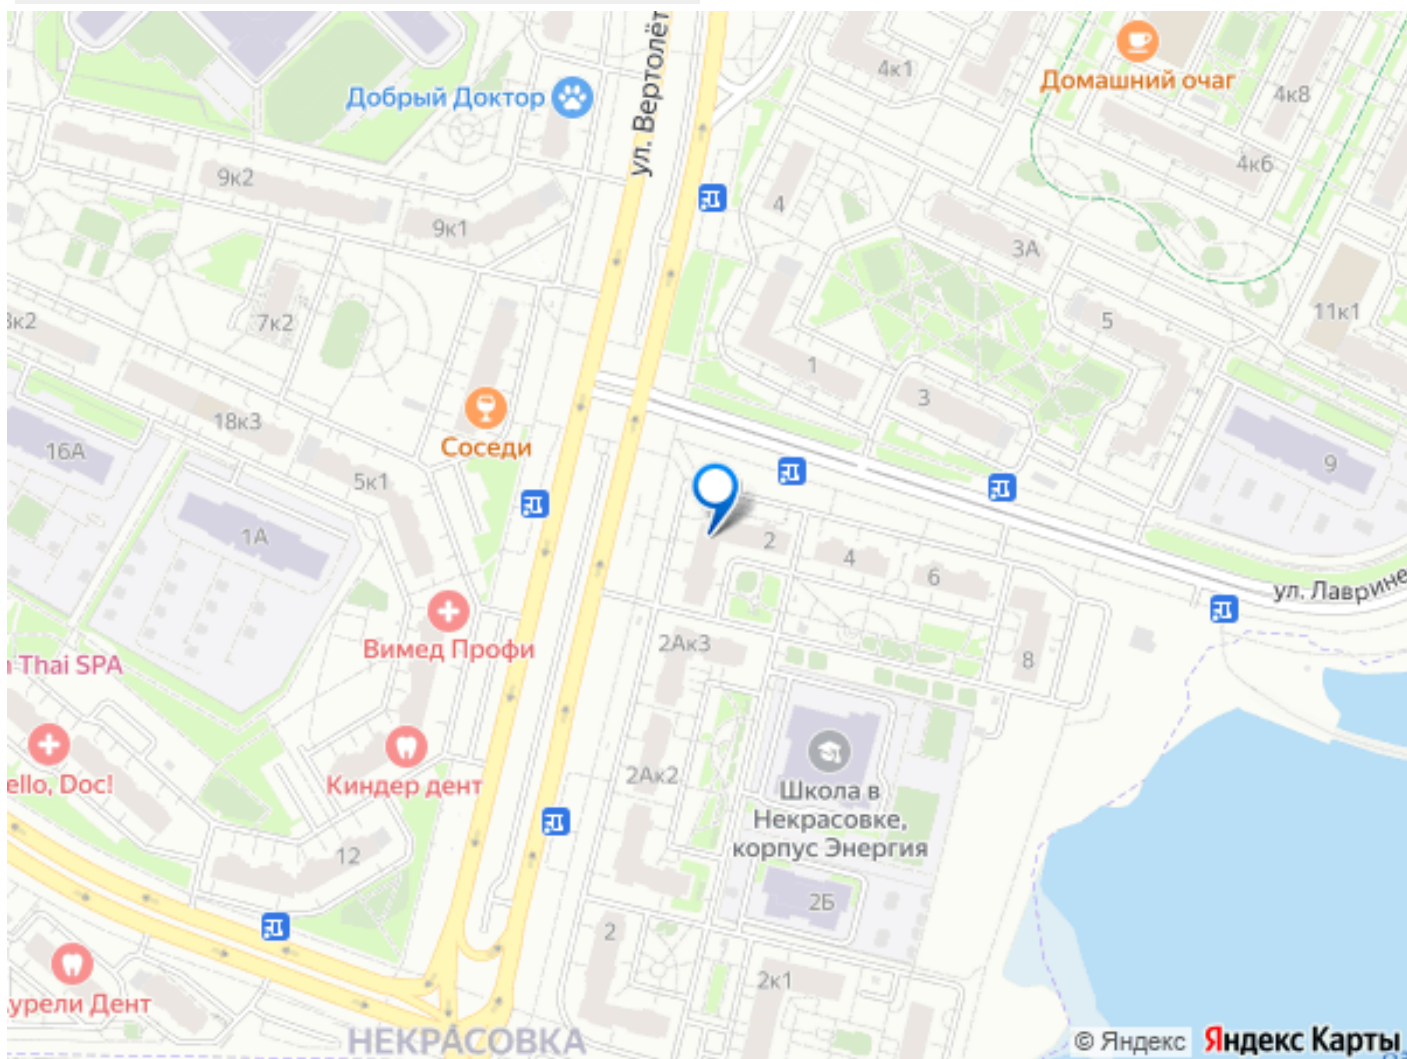 ул. Вертолёт
4к1
Домашний очаг
4к8
Добрый Доктор
4к6
9к2
4
9к1
3А
11к1
7к2
5
3к2
1
3
18к3
Соседи
16А
9
5к1
1А
2
4
6
ул. Лаврине
Вимед Профи
2Ак3
8
Thai SPA
ello, Doc!
Киндер дент
2Ак2
Школа в
Некрасовке,
корпус Энергия
12
2Б
2
2к1
урели Дент
НЕКРАСОВКА
© Яндекс Яндекс Карты